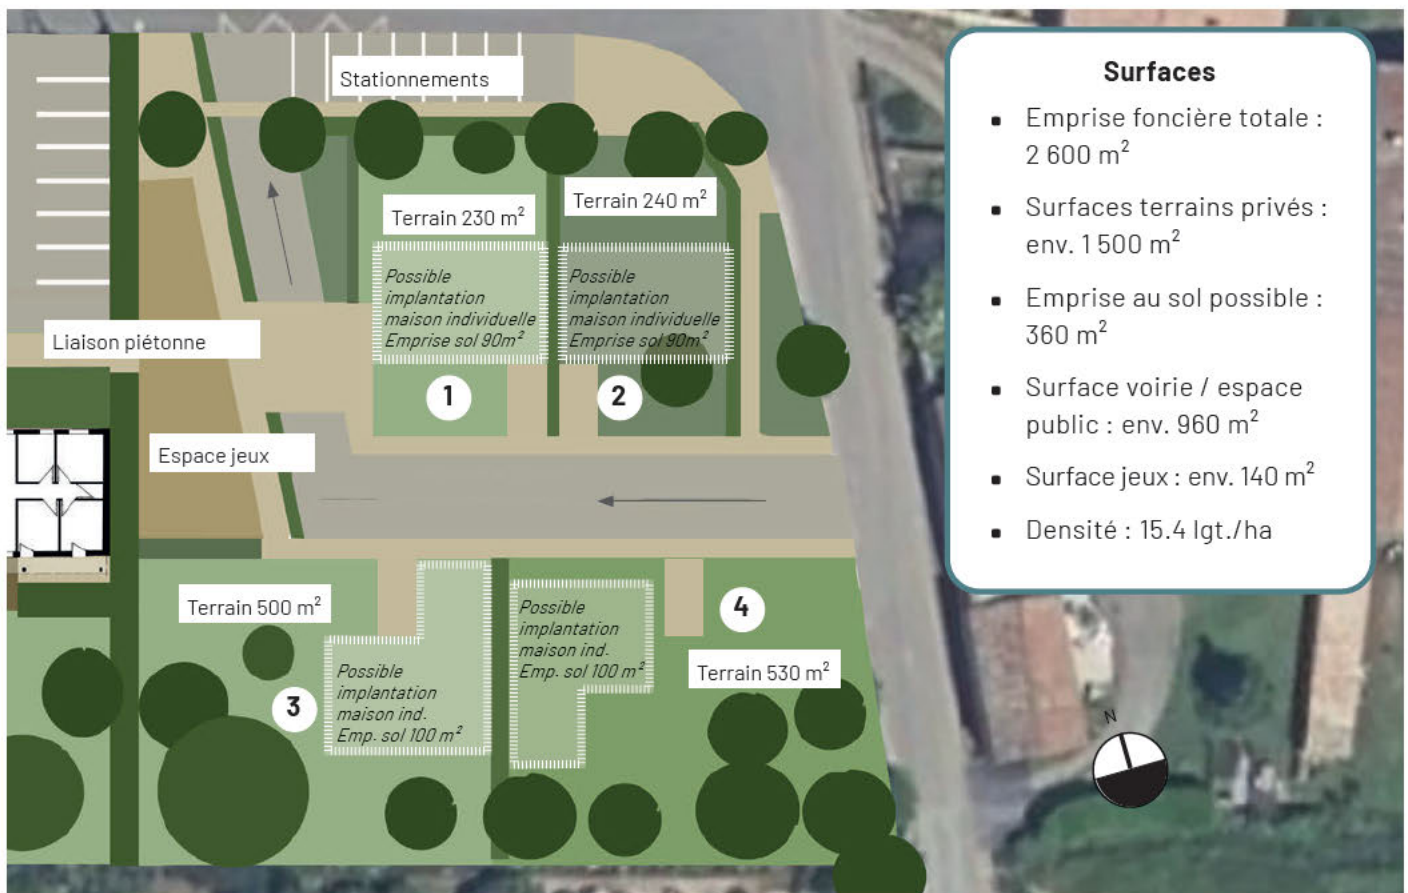 Stationnements
Surfaces
▪ Emprise foncière totale :
2 600 m²
▪ Surfaces terrains privés :
env. 1 500 m²
▪ Emprise au sol possible :
360 m²
▪ Surface voirie / espace
public : env. 960 m²
▪ Surface jeux : env. 140 m²
▪ Densité : 15.4 lgt./ha
Terrain 230 m²
Terrain 240 m²
Possible
implantation
maison individuelle
Emprise sol 90m²
Possible
implantation
maison individuelle
Emprise sol 90m²
Liaison piétonne
1
2
Espace jeux
Terrain 500 m²
Possible
implantation
maison ind.
Emp. sol 100 m²
4
Terrain 530 m²
Possible
implantation
maison ind.
Emp. sol 100 m²
3
N